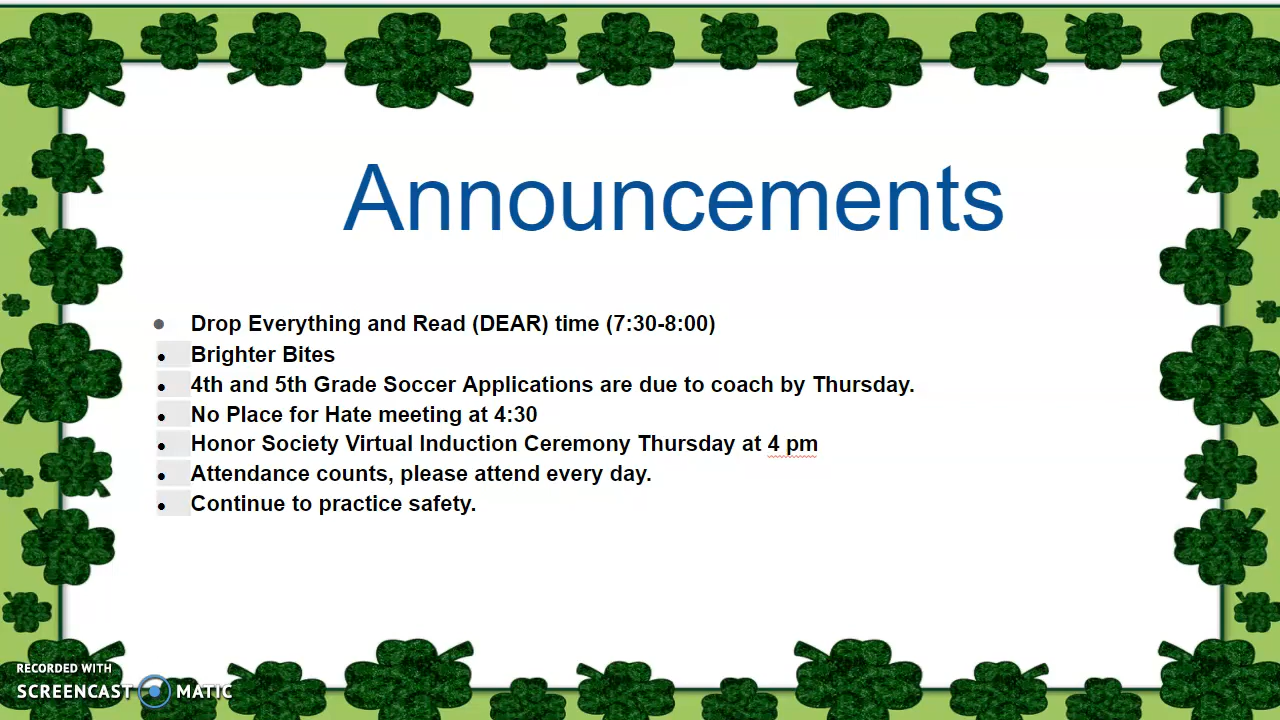 Announcements
● Drop Everything and Read (DEAR) time (7:30-8:00)
● Brighter Bites
● 4th and 5th Grade Soccer Applications are due to coach by Thursday.
● No Place for Hate meeting at 4:30
● Honor Society Virtual Induction Ceremony Thursday at 4 pm
● Attendance counts, please attend every day.
● Continue to practice safety.
RECORDED WITH
SCREENCAST MATIC